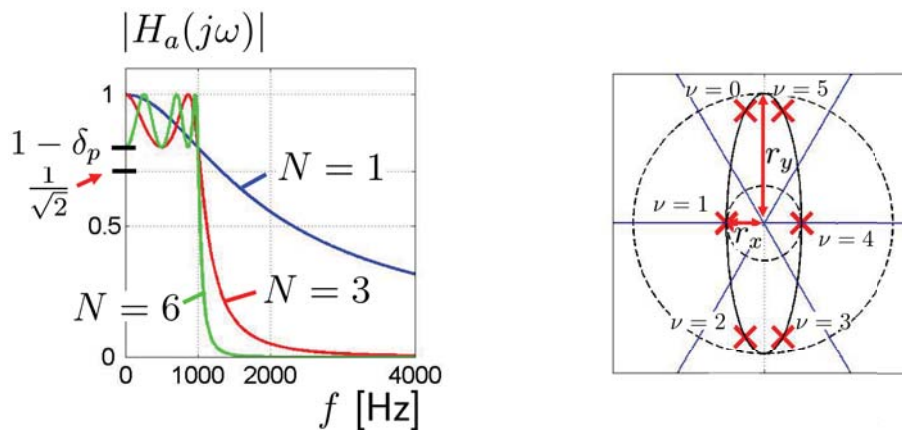 |H_a(jω)|
1
1 − δ_p
1/√2
0.5
0
N = 1
N = 3
N = 6
0 1000 2000 4000
f [Hz]
ν = 0 ν = 5
r_y
ν = 1
r_x
ν = 4
ν = 2 ν = 3